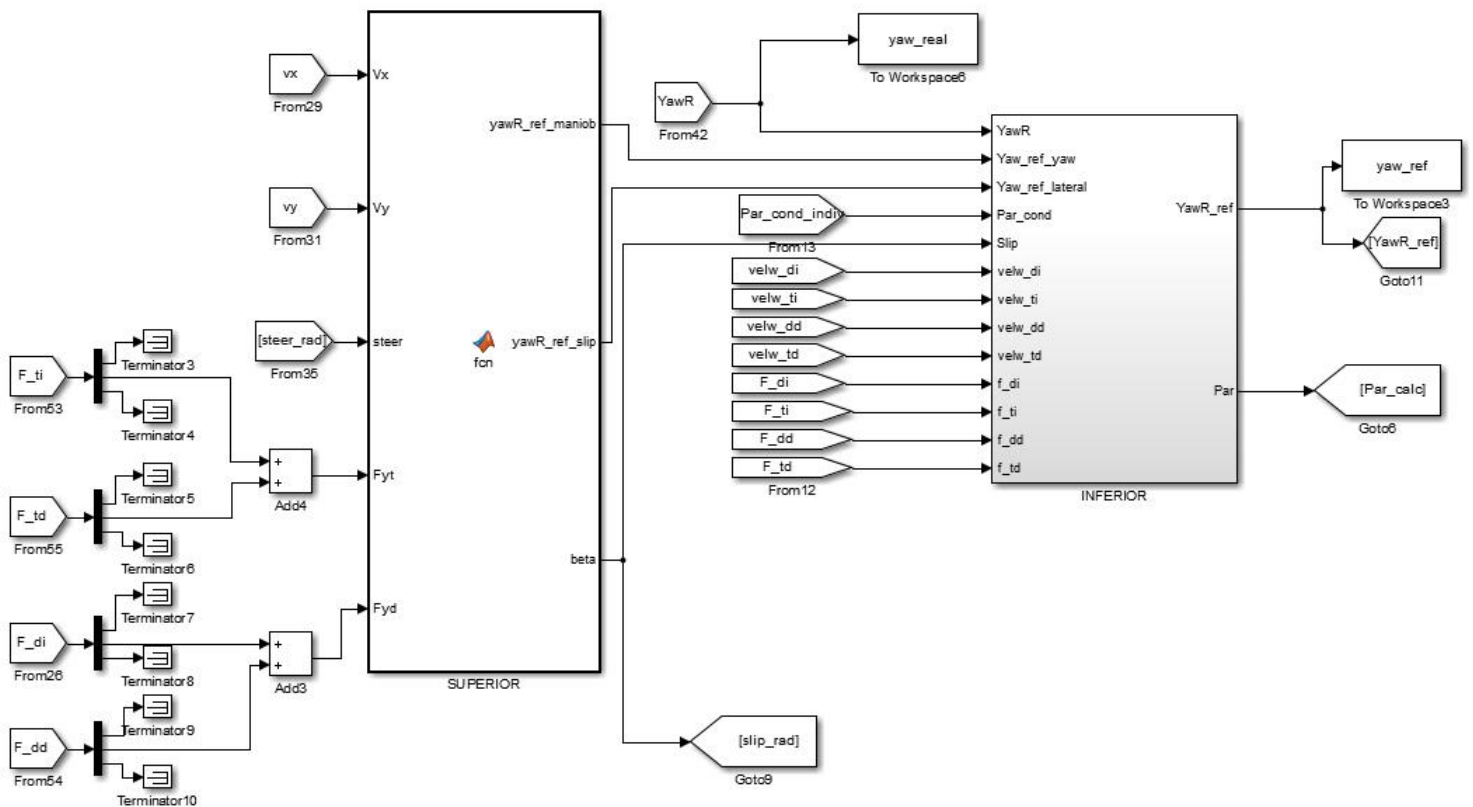 vx
From29
vy
From31
[steer_rad]
From35
F_ti
From53
Terminator3
Terminator4
F_td
From55
Terminator5
Terminator6
+
+
Add4
F_di
From26
Terminator7
Terminator8
F_dd
From54
Terminator9
Terminator10
+
+
Add3
Vx
Vy
steer
Fyt
Fyd
fcn
yawR_ref_maniob
yawR_ref_slip
beta
SUPERIOR
[slip_rad]
Goto9
YawR
From42
yaw_real
To Workspace6
Par_cond_indiv
From13
velw_di
velw_ti
velw_dd
velw_td
F_di
F_ti
F_dd
F_td
From12
YawR
Yaw_ref_yaw
Yaw_ref_lateral
Par_cond
Slip
velw_di
velw_ti
velw_dd
velw_td
f_di
f_ti
f_dd
f_td
YawR_ref
Par
INFERIOR
yaw_ref
To Workspace3
[YawR_ref]
Goto11
[Par_calc]
Goto6